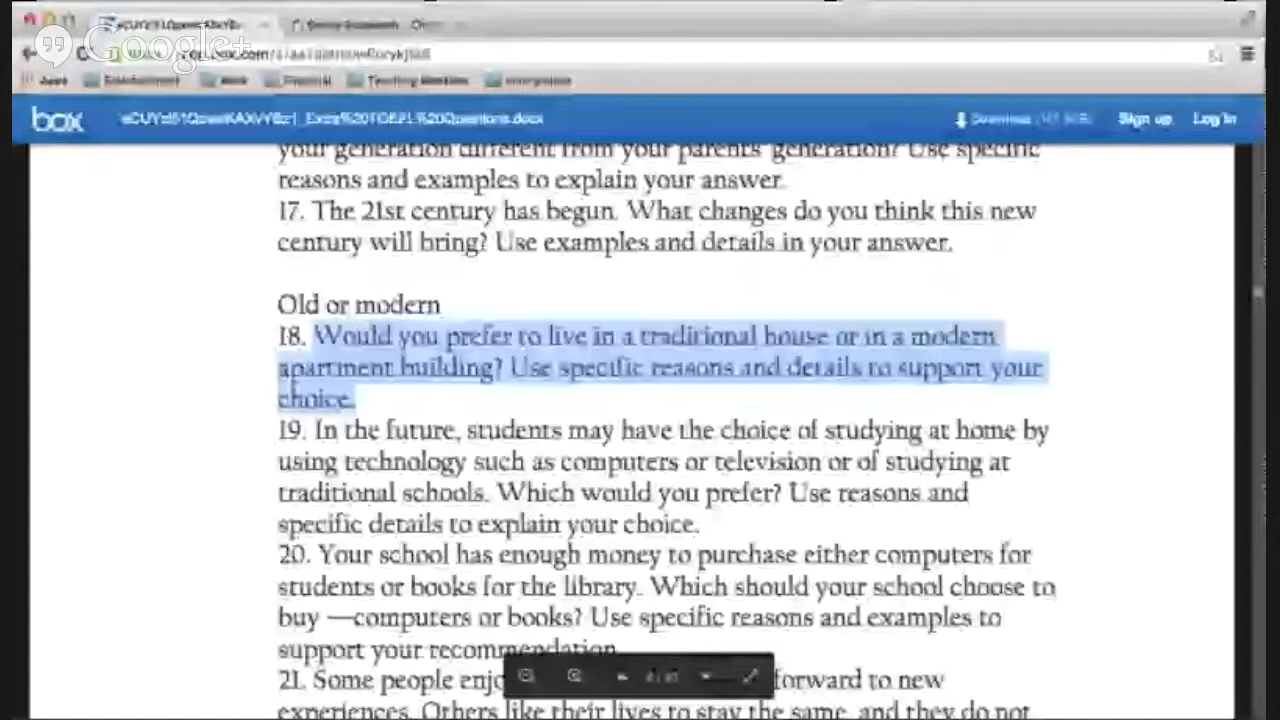 Google+
Apps
box
Sign up
Log In
your generation different from your parents' generation? Use specific
reasons and examples to explain your answer.
17. The 21st century has begun. What changes do you think this new
century will bring? Use examples and details in your answer.
Old or modern
18. Would you prefer to live in a traditional house or in a modern
apartment building? Use specific reasons and details to support your
choice.
19. In the future, students may have the choice of studying at home by
using technology such as computers or television or of studying at
traditional schools. Which would you prefer? Use reasons and
specific details to explain your choice.
20. Your school has enough money to purchase either computers for
students or books for the library. Which should your school choose to
buy —computers or books? Use specific reasons and examples to
support your recommendation.
21. Some people enjo forward to new
experiences. Others like their lives to stay the same, and they do not